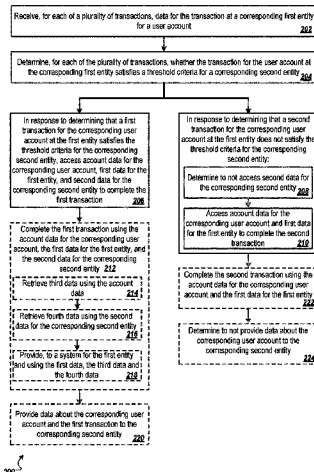 Receive, for each of a plurality of transactions, data for the transaction at a corresponding first entity
for a user account
202
Determine, for each of the plurality of transactions, whether the transaction for the user account at
the corresponding first entity satisfies a threshold criteria for a corresponding second entity 204
In response to determining that a first
transaction for the corresponding user
account at the first entity satisfies the
threshold criteria for the corresponding
second entity, access account data for the
corresponding user account, first data for the
first entity, and second data for the
corresponding second entity to complete the
first transaction
206
Complete the first transaction using the
account data for the corresponding user
account, the first data for the first entity, and
the second data for the corresponding
second entity 212
Retrieve third data using the account
data 214
Retrieve fourth data using the second
data for the corresponding second entity
216
Provide, to a system for the first entity
and using the first data, the third data and
the fourth data 218
Provide data about the corresponding user
account and the first transaction to the
corresponding second entity 220
In response to determining that a second
transaction for the corresponding user account
at the first entity does not satisfy the threshold
criteria for the corresponding second
entity:
Determine to not access second data for
the corresponding second entity
208
Access account data for the
corresponding user account and first data
for the first entity to complete the second
transaction 210
Complete the second transaction using the
account data for the corresponding user
account and the first data for the first entity
222
Determine to not provide data about the
corresponding user account to the
corresponding second entity
224
200